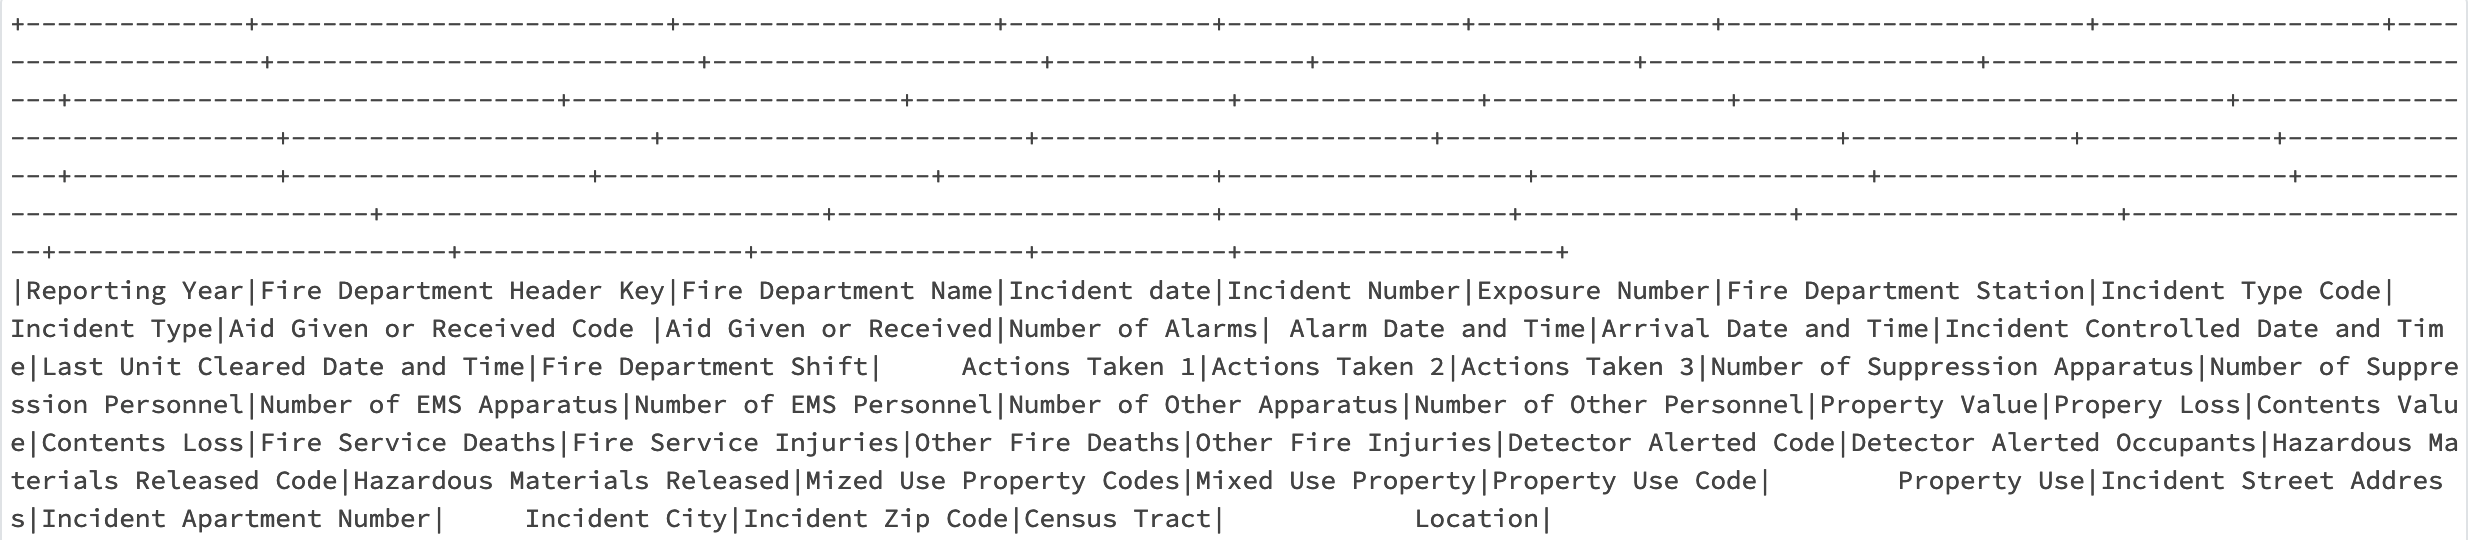 +--------------+--------------------------+--------------------+-------------+---------------+---------------+-----------------------+------------------+----
----------------+---------------------------+---------------------+----------------+--------------------+---------------------+------------------------------
---+-------------------------------+---------------------+--------------------+---------------+---------------+-------------------------------+--------------
-----------------+-----------------------+-----------------------+-------------------------+-------------------------+--------------+------------+-----------
---+-------------+-------------------+---------------------+-----------------+-------------------+---------------------+--------------------------+----------
-----------------------+----------------------------+------------------------+------------------+-----------------+--------------------+---------------------
--+-------------------------+------------------+-----------------+------------+--------------------+
|Reporting Year|Fire Department Header Key|Fire Department Name|Incident date|Incident Number|Exposure Number|Fire Department Station|Incident Type Code|
Incident Type|Aid Given or Received Code |Aid Given or Received|Number of Alarms| Alarm Date and Time|Arrival Date and Time|Incident Controlled Date and Tim
e|Last Unit Cleared Date and Time|Fire Department Shift|     Actions Taken 1|Actions Taken 2|Actions Taken 3|Number of Suppression Apparatus|Number of Suppre
ssion Personnel|Number of EMS Apparatus|Number of EMS Personnel|Number of Other Apparatus|Number of Other Personnel|Property Value|Propery Loss|Contents Valu
e|Contents Loss|Fire Service Deaths|Fire Service Injuries|Other Fire Deaths|Other Fire Injuries|Detector Alerted Code|Detector Alerted Occupants|Hazardous Ma
terials Released Code|Hazardous Materials Released|Mized Use Property Codes|Mixed Use Property|Property Use Code|        Property Use|Incident Street Addres
s|Incident Apartment Number|     Incident City|Incident Zip Code|Census Tract|            Location|